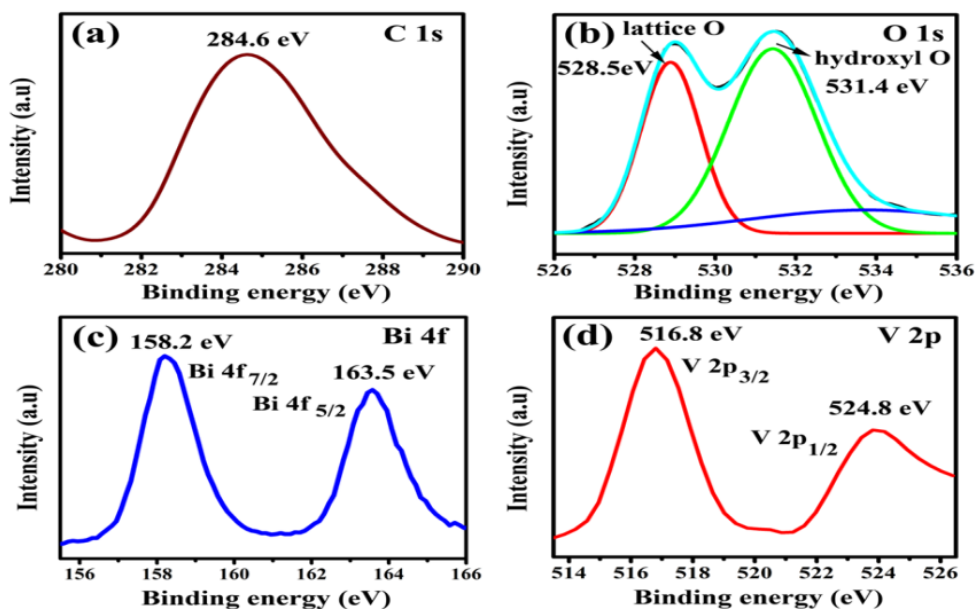 (a)
C 1s
284.6 eV
Intensity (a.u)
280 282 284 286 288 290
Binding energy (eV)
(b)
O 1s
lattice O
528.5eV
hydroxyl O
531.4 eV
Intensity (a.u)
526 528 530 532 534 536
Binding energy (eV)
(c)
Bi 4f
158.2 eV
Bi 4f7/2
163.5 eV
Bi 4f 5/2
Intensity (a.u)
156 158 160 162 164 166
Binding energy (eV)
(d)
V 2p
516.8 eV
V 2p3/2
524.8 eV
V 2p1/2
Intensity (a.u)
514 516 518 520 522 524 526
Binding energy (eV)